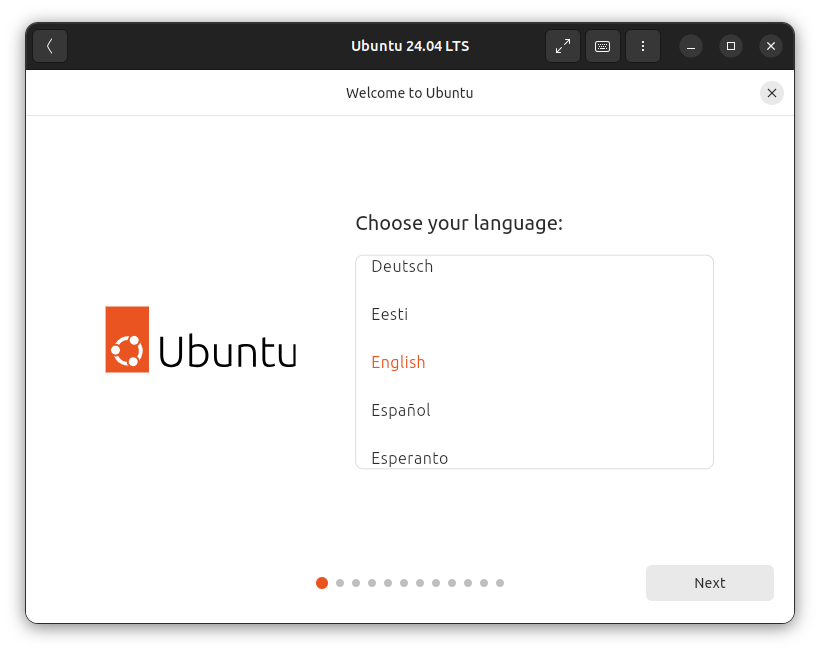 Ubuntu 24.04 LTS
Welcome to Ubuntu
Choose your language:
Deutsch
Eesti
English
Español
Esperanto
Ubuntu
Next